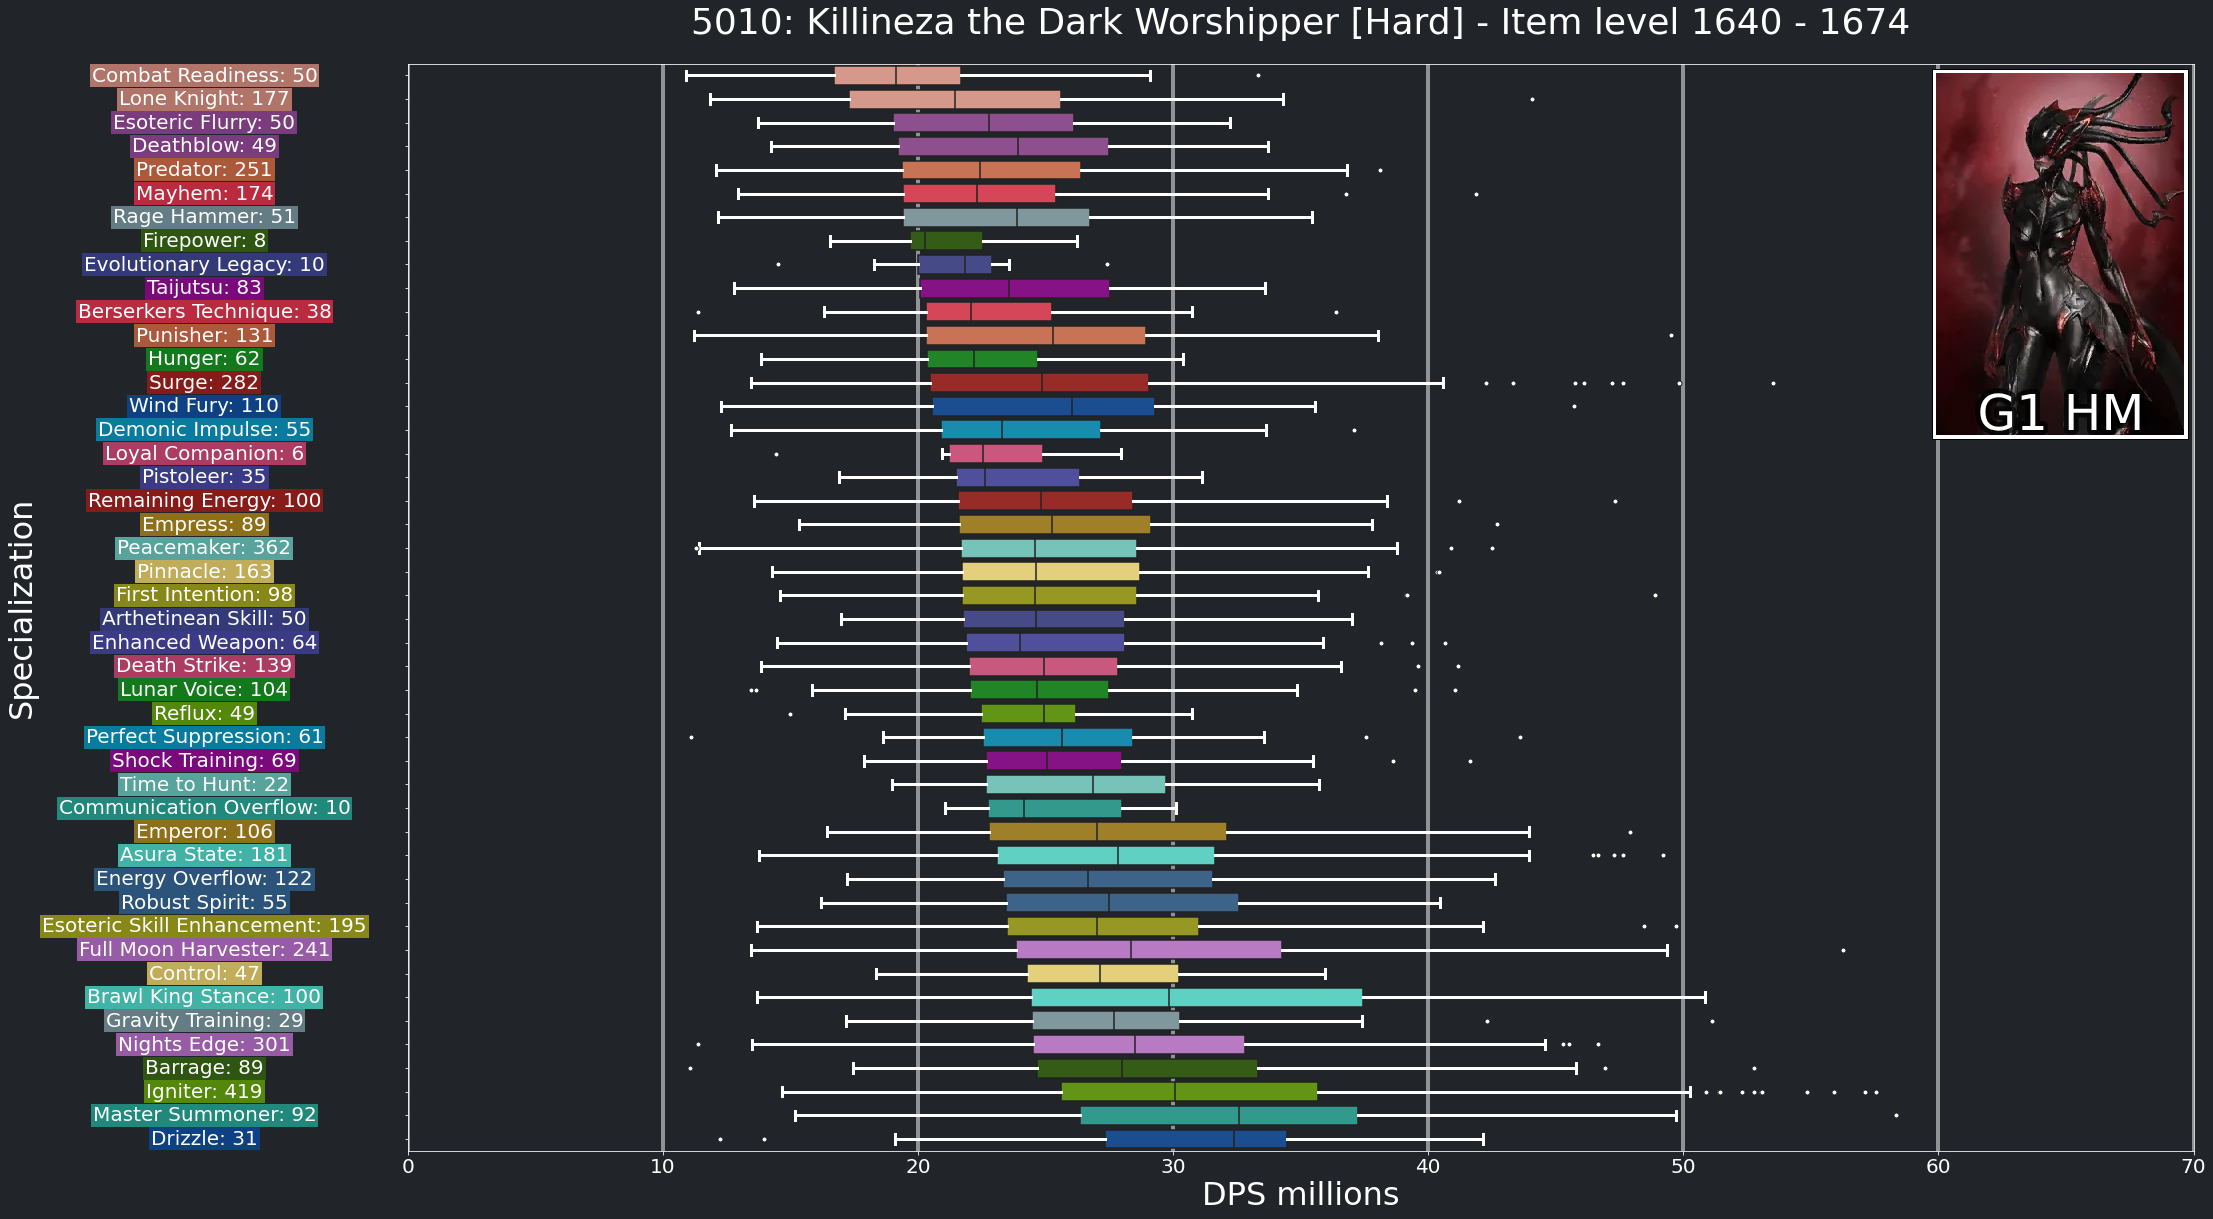 5010: Killineza the Dark Worshipper [Hard] - Item level 1640 - 1674
Combat Readiness: 50
Lone Knight: 177
Esoteric Flurry: 50
Deathblow: 49
Predator: 251
Mayhem: 174
Rage Hammer: 51
Firepower: 8
Evolutionary Legacy: 10
Taijutsu: 83
Berserkers Technique: 38
Punisher: 131
Hunger: 62
Surge: 282
Wind Fury: 110
Demonic Impulse: 55
Loyal Companion: 6
Pistoleer: 35
Remaining Energy: 100
Empress: 89
Peacemaker: 362
Pinnacle: 163
First Intention: 98
Arthetinean Skill: 50
Enhanced Weapon: 64
Death Strike: 139
Lunar Voice: 104
Reflux: 49
Perfect Suppression: 61
Shock Training: 69
Time to Hunt: 22
Communication Overflow: 10
Emperor: 106
Asura State: 181
Energy Overflow: 122
Robust Spirit: 55
Esoteric Skill Enhancement: 195
Full Moon Harvester: 241
Control: 47
Brawl King Stance: 100
Gravity Training: 29
Nights Edge: 301
Barrage: 89
Igniter: 419
Master Summoner: 92
Drizzle: 31
Specialization
G1 HM
0 10 20 30 40 50 60 70
DPS millions